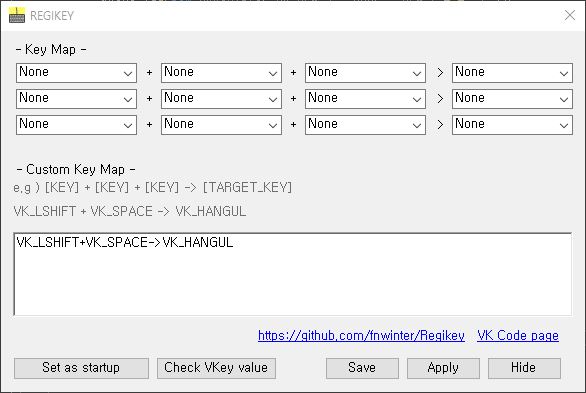 REGIKEY
- Key Map -
None + None + None > None
None + None + None > None
None + None + None > None
- Custom Key Map -
e.g ) [KEY] + [KEY] + [KEY] -> [TARGET_KEY]
VK_LSHIFT + VK_SPACE -> VK_HANGUL
VK_LSHIFT+VK_SPACE->VK_HANGUL
https://github.com/fnwinter/Regikey VK Code page
Set as startup Check VKey value Save Apply Hide